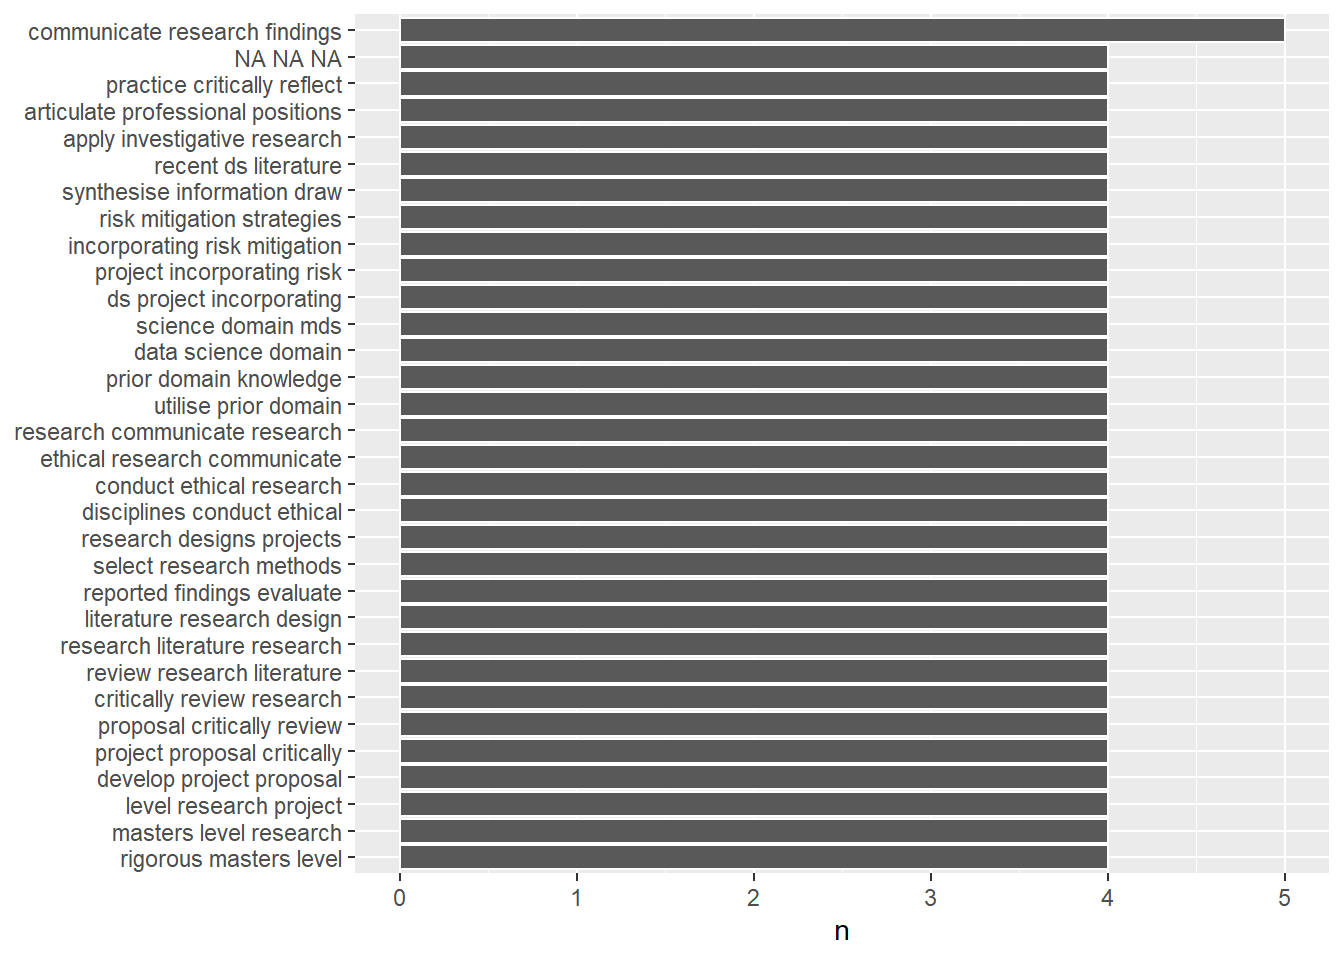 communicate research findings
NA NA NA
practice critically reflect
articulate professional positions
apply investigative research
recent ds literature
synthesise information draw
risk mitigation strategies
incorporating risk mitigation
project incorporating risk
ds project incorporating
science domain mds
data science domain
prior domain knowledge
utilise prior domain
research communicate research
ethical research communicate
conduct ethical research
disciplines conduct ethical
research designs projects
select research methods
reported findings evaluate
literature research design
research literature research
review research literature
critically review research
proposal critically review
project proposal critically
develop project proposal
level research project
masters level research
rigorous masters level
0 1 2 3 4 5
n